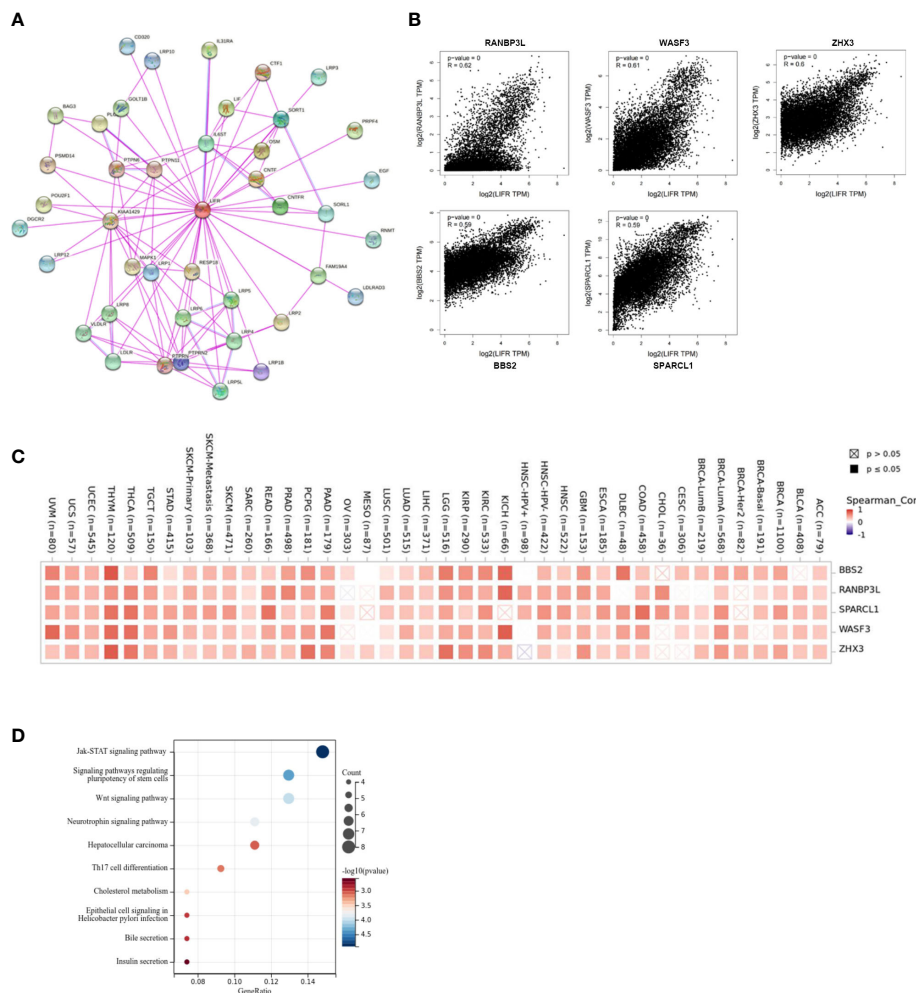 A
CD320
LRP10
IL31RA
CTF1
LRP3
GOLT1B
LIF
SORT1
BAG3
PRPF4
IL6ST
OSM
PSMD14
PTPN6
PTPN11
CNTF
EGF
POU2F1
LIFR
CNTFR
KIAA1429
SORL1
DGCR2
RNMT
LRP12
MAPK1
LRP1
RESP18
FAM19A4
LDLRAD3
LRP8
LRP5
VLDLR
LRP6
LRP2
LRP4
LDLR
PTPRN2
LRP1B
LRP5L
B
RANBP3L
p-value = 0
R = 0.62
log2(RANBP3L TPM)
log2(LIFR TPM)
WASF3
p-value = 0
R = 0.61
log2(WASF3 TPM)
log2(LIFR TPM)
ZHX3
p-value = 0
R = 0.6
log2(ZHX3 TPM)
log2(LIFR TPM)
p-value = 0
R = 0.59
log2(BBS2 TPM)
log2(LIFR TPM)
BBS2
p-value = 0
R = 0.59
log2(SPARCL1 TPM)
log2(LIFR TPM)
SPARCL1
C
UVM (n=80)
UCS (n=57)
UCEC (n=545)
THYM (n=120)
THCA (n=509)
TGCT (n=150)
STAD (n=415)
SKCM-Primary (n=103)
SKCM-Metastasis (n=368)
SKCM (n=471)
SARC (n=260)
READ (n=166)
PRAD (n=498)
PCPG (n=181)
PAAD (n=179)
OV (n=303)
MESO (n=87)
LUSC (n=501)
LUAD (n=515)
LIHC (n=371)
LGG (n=516)
KIRP (n=290)
KIRC (n=533)
KICH (n=66)
HNSC-HPV+ (n=98)
HNSC-HPV- (n=422)
HNSC (n=522)
GBM (n=153)
ESCA (n=185)
DLBC (n=48)
COAD (n=458)
CHOL (n=36)
CESC (n=306)
BRCA-LumB (n=219)
BRCA-LumA (n=568)
BRCA-Her2 (n=82)
BRCA-Basal (n=191)
BRCA (n=1100)
BLCA (n=408)
ACC (n=79)
p > 0.05
p ≤ 0.05
Spearman_Cor
1
-1
BBS2
RANBP3L
SPARCL1
WASF3
ZHX3
D
Jak-STAT signaling pathway
Signaling pathways regulating
pluripotency of stem cells
Wnt signaling pathway
Neurotrophin signaling pathway
Hepatocellular carcinoma
Th17 cell differentiation
Cholesterol metabolism
Epithelial cell signaling in
Helicobacter pylori infection
Bile secretion
Insulin secretion
0.08 0.10 0.12 0.14
GeneRatio
Count
4
5
6
7
8
-log10(pvalue)
3.0
3.5
4.0
4.5